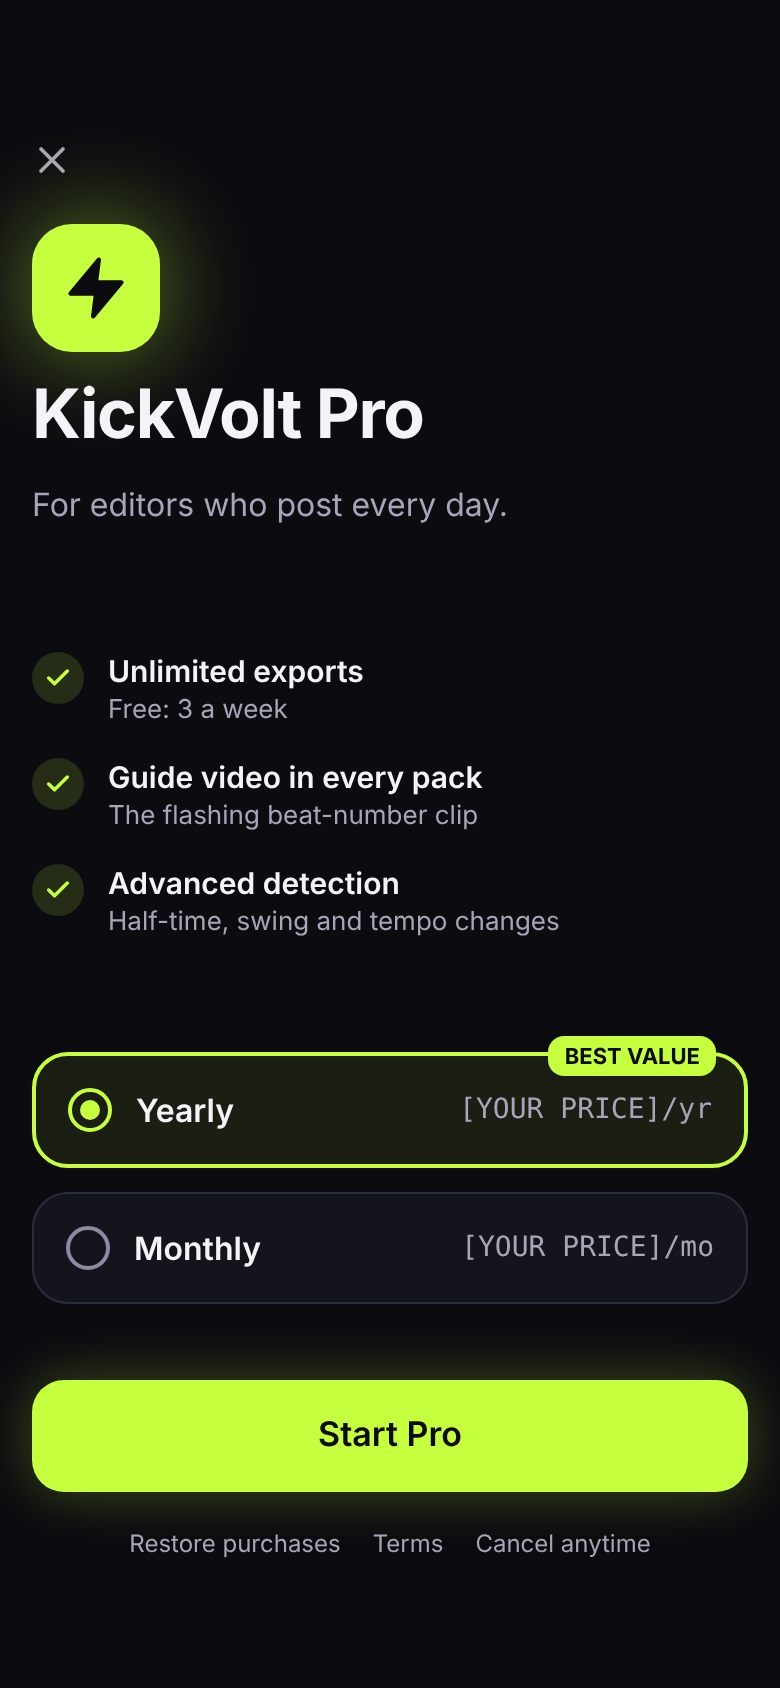 KickVolt Pro
For editors who post every day.
Unlimited exports
Free: 3 a week
Guide video in every pack
The flashing beat-number clip
Advanced detection
Half-time, swing and tempo changes
BEST VALUE
Yearly [YOUR PRICE]/yr
Monthly [YOUR PRICE]/mo
Start Pro
Restore purchases Terms Cancel anytime